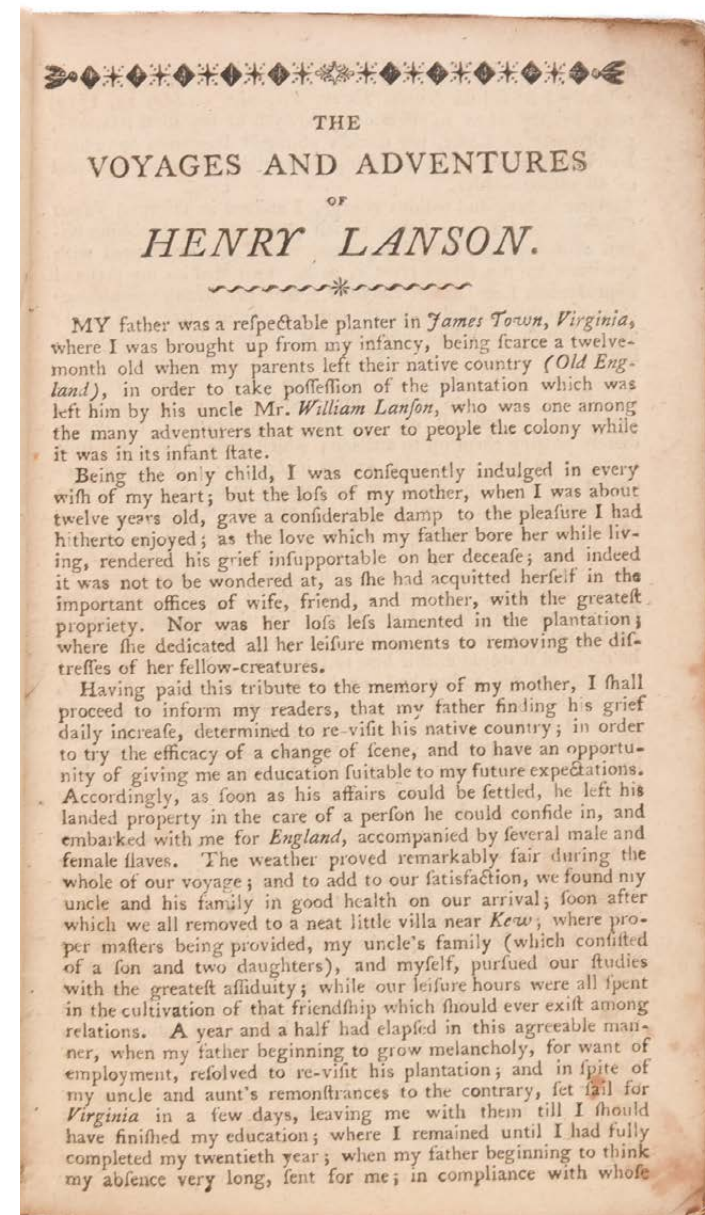 THE
VOYAGES AND ADVENTURES
OF
HENRY LANSON.
MY father was a reſpectable planter in James Town, Virginia,
where I was brought up from my infancy, being ſcarce a twelve-
month old when my parents left their native country (Old Eng-
land), in order to take poſſeſſion of the plantation which was
left him by his uncle Mr. William Lanſon, who was one among
the many adventurers that went over to people the colony while
it was in its infant ſtate.
Being the only child, I was conſequently indulged in every
wiſh of my heart; but the loſs of my mother, when I was about
twelve years old, gave a conſiderable damp to the pleaſure I had
hitherto enjoyed; as the love which my father bore her while liv-
ing, rendered his grief inſupportable on her deceaſe; and indeed
it was not to be wondered at, as ſhe had acquitted herſelf in the
important offices of wife, friend, and mother, with the greateſt
propriety. Nor was her loſs leſs lamented in the plantation;
where ſhe dedicated all her leiſure moments to removing the diſ-
treſſes of her fellow-creatures.
Having paid this tribute to the memory of my mother, I ſhall
proceed to inform my readers, that my father finding his grief
daily increaſe, determined to re-viſit his native country; in order
to try the efficacy of a change of ſcene, and to have an opportu-
nity of giving me an education ſuitable to my future expectations.
Accordingly, as ſoon as his affairs could be ſettled, he left his
landed property in the care of a perſon he could confide in, and
embarked with me for England, accompanied by ſeveral male and
female ſlaves. The weather proved remarkably fair during the
whole of our voyage; and to add to our ſatisfaction, we found my
uncle and his family in good health on our arrival; ſoon after
which we all removed to a neat little villa near Kew; where pro-
per maſters being provided, my uncle's family (which conſiſted
of a ſon and two daughters), and myſelf, purſued our ſtudies
with the greateſt aſſiduity; while our leiſure hours were all ſpent
in the cultivation of that friendſhip which ſhould ever exiſt among
relations. A year and a half had elapſed in this agreeable man-
ner, when my father beginning to grow melancholy, for want of
employment, reſolved to re-viſit his plantation; and in ſpite of
my uncle and aunt's remonſtrances to the contrary, ſet ſail for
Virginia in a few days, leaving me with them till I ſhould
have finiſhed my education; where I remained until I had fully
completed my twentieth year; when my father beginning to think
my abſence very long, ſent for me; in compliance with whoſe